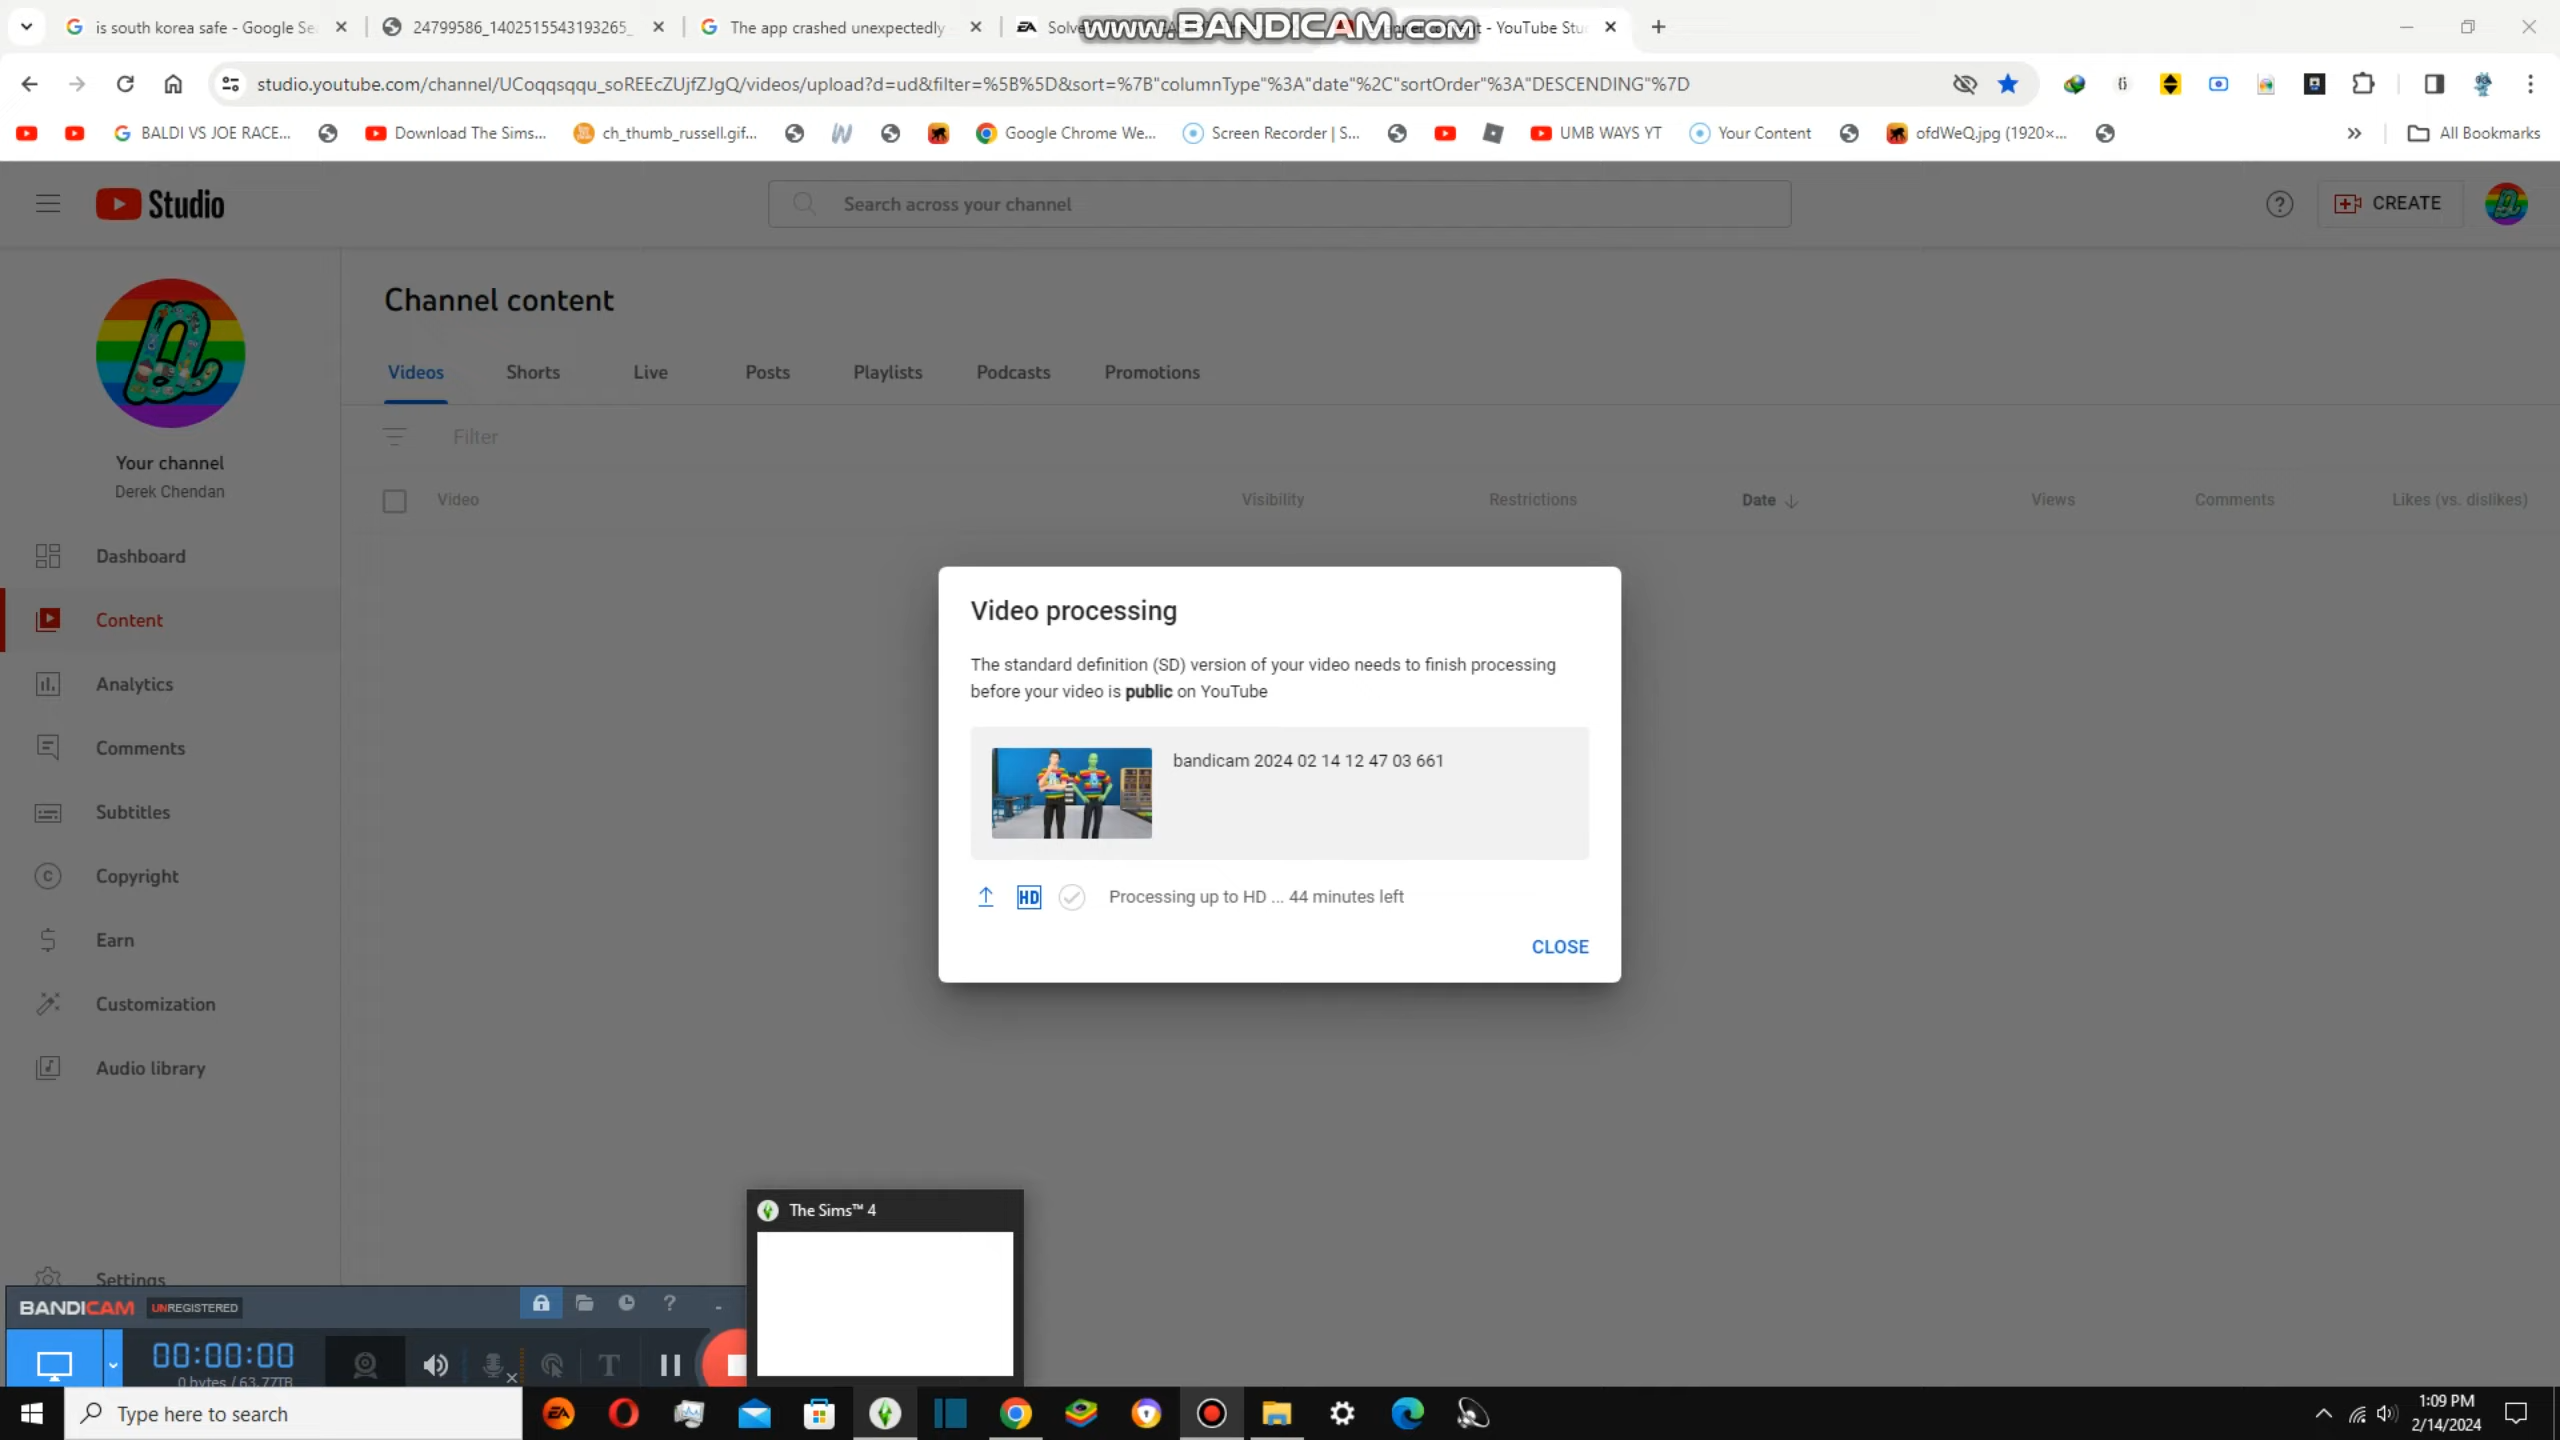 is south korea safe - Google Se
24799586_1402515543193265_
The app crashed unexpectedly
Solve
www.BANDICAM.com
t - YouTube Stu
studio.youtube.com/channel/UCoqqsqqu_soREEcZUjfZJgQ/videos/upload?d=ud&filter=%5B%5D&sort=%7B"columnType"%3A"date"%2C"sortOrder"%3A"DESCENDING"%7D
BALDI VS JOE RACE...
Download The Sims...
ch_thumb_russell.gif...
Google Chrome We...
Screen Recorder | S...
UMB WAYS YT
Your Content
ofdWeQ.jpg (1920×...
All Bookmarks
Studio
Search across your channel
CREATE
Channel content
Videos
Shorts
Live
Posts
Playlists
Podcasts
Promotions
Filter
Your channel
Derek Chendan
Video
Visibility
Restrictions
Date
Views
Comments
Likes (vs. dislikes)
Dashboard
Content
Analytics
Comments
Subtitles
Copyright
Earn
Customization
Audio library
Settings
Video processing
The standard definition (SD) version of your video needs to finish processing
before your video is public on YouTube
bandicam 2024 02 14 12 47 03 661
HD
Processing up to HD ... 44 minutes left
CLOSE
The Sims™ 4
BANDICAM
UNREGISTERED
00:00:00
0 bytes / 63.77TB
Type here to search
EA
1:09 PM
2/14/2024